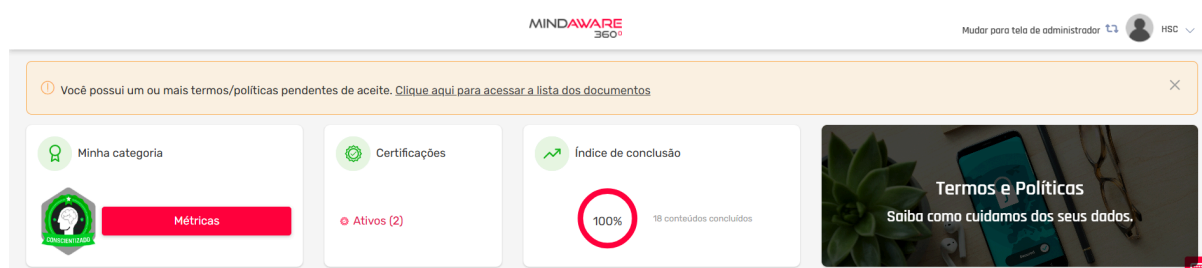 MINDAWARE
360º
Mudar para tela de administrador
HSC
Você possui um ou mais termos/políticas pendentes de aceite. Clique aqui para acessar a lista dos documentos
Minha categoria
Certificações
Índice de conclusão
Termos e Políticas
Saiba como cuidamos dos seus dados.
CONSCIENTIZADO
Métricas
Ativos (2)
100%
18 conteúdos concluídos